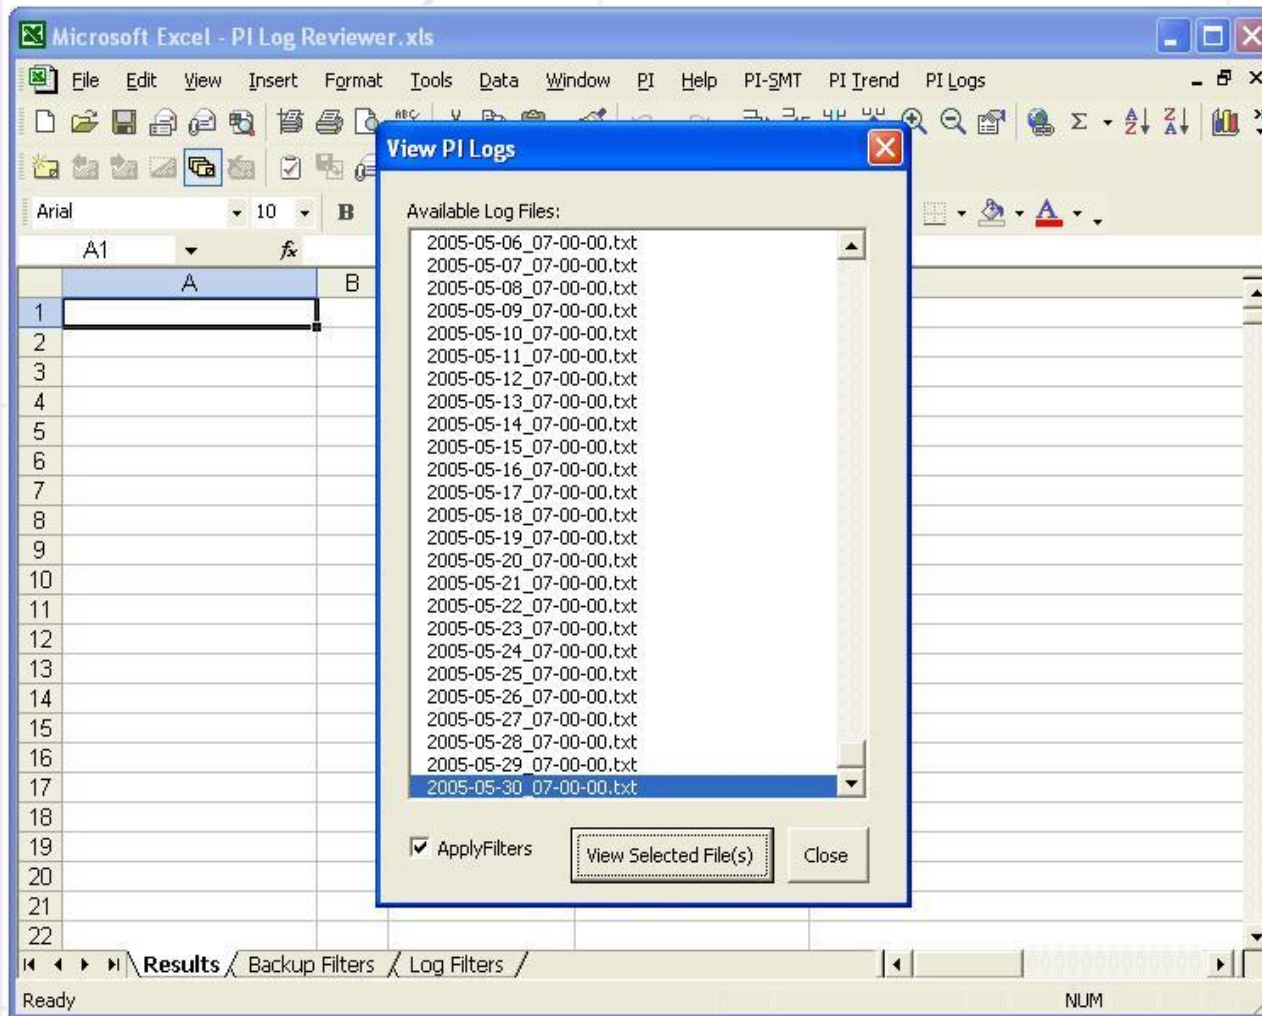 Microsoft Excel - PI Log Reviewer.xls
File Edit View Insert Format Tools Data Window PI Help PI-SMT PI Trend PI Logs
View PI Logs
Arial 10 B
A1 fx
A B
Available Log Files:
2005-05-06_07-00-00.txt
2005-05-07_07-00-00.txt
2005-05-08_07-00-00.txt
2005-05-09_07-00-00.txt
2005-05-10_07-00-00.txt
2005-05-11_07-00-00.txt
2005-05-12_07-00-00.txt
2005-05-13_07-00-00.txt
2005-05-14_07-00-00.txt
2005-05-15_07-00-00.txt
2005-05-16_07-00-00.txt
2005-05-17_07-00-00.txt
2005-05-18_07-00-00.txt
2005-05-19_07-00-00.txt
2005-05-20_07-00-00.txt
2005-05-21_07-00-00.txt
2005-05-22_07-00-00.txt
2005-05-23_07-00-00.txt
2005-05-24_07-00-00.txt
2005-05-25_07-00-00.txt
2005-05-26_07-00-00.txt
2005-05-27_07-00-00.txt
2005-05-28_07-00-00.txt
2005-05-29_07-00-00.txt
2005-05-30_07-00-00.txt
ApplyFilters View Selected File(s) Close
1
2
3
4
5
6
7
8
9
10
11
12
13
14
15
16
17
18
19
20
21
22
Results Backup Filters Log Filters
Ready NUM